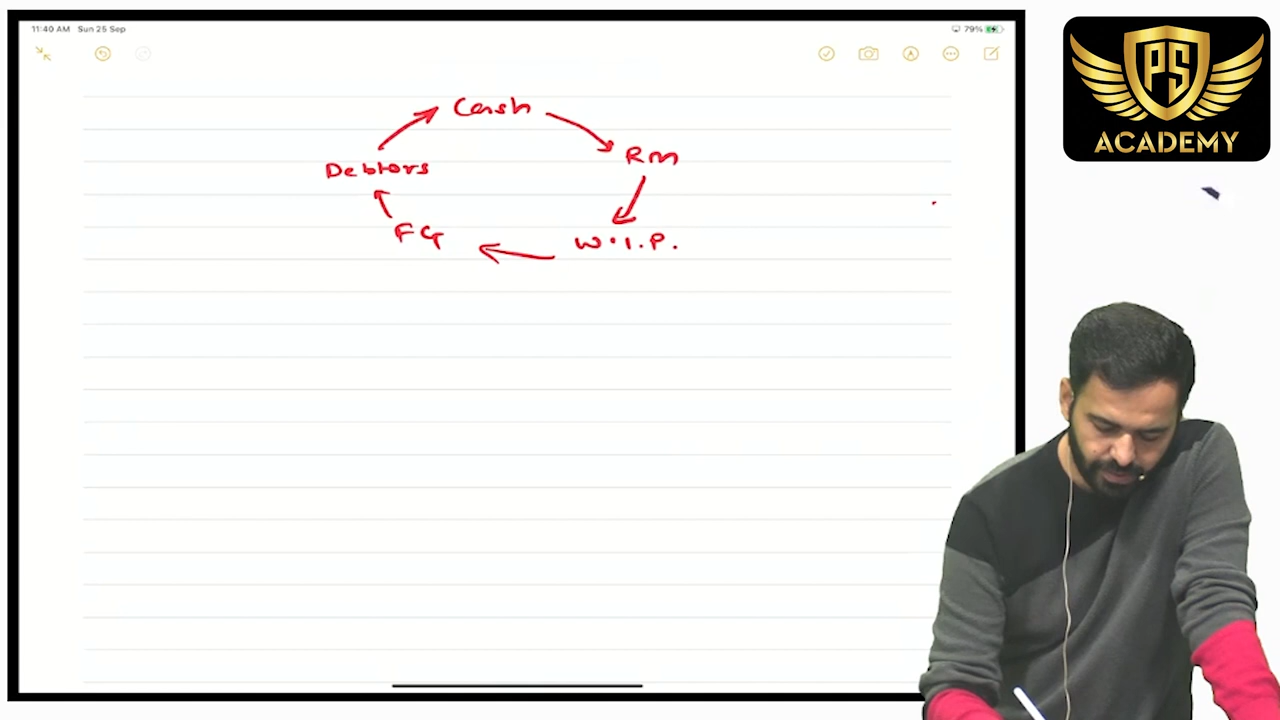 11:40 AM Sun 25 Sep
79%
PS
ACADEMY
Cash
RM
Debtors
FG
W.I.P.